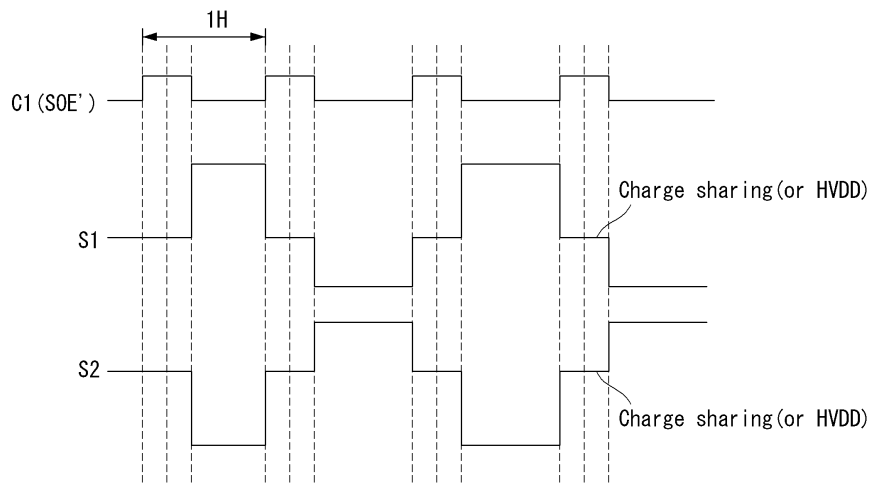 1H
C1(SOE')
Charge sharing(or HVDD)
S1
S2
Charge sharing(or HVDD)